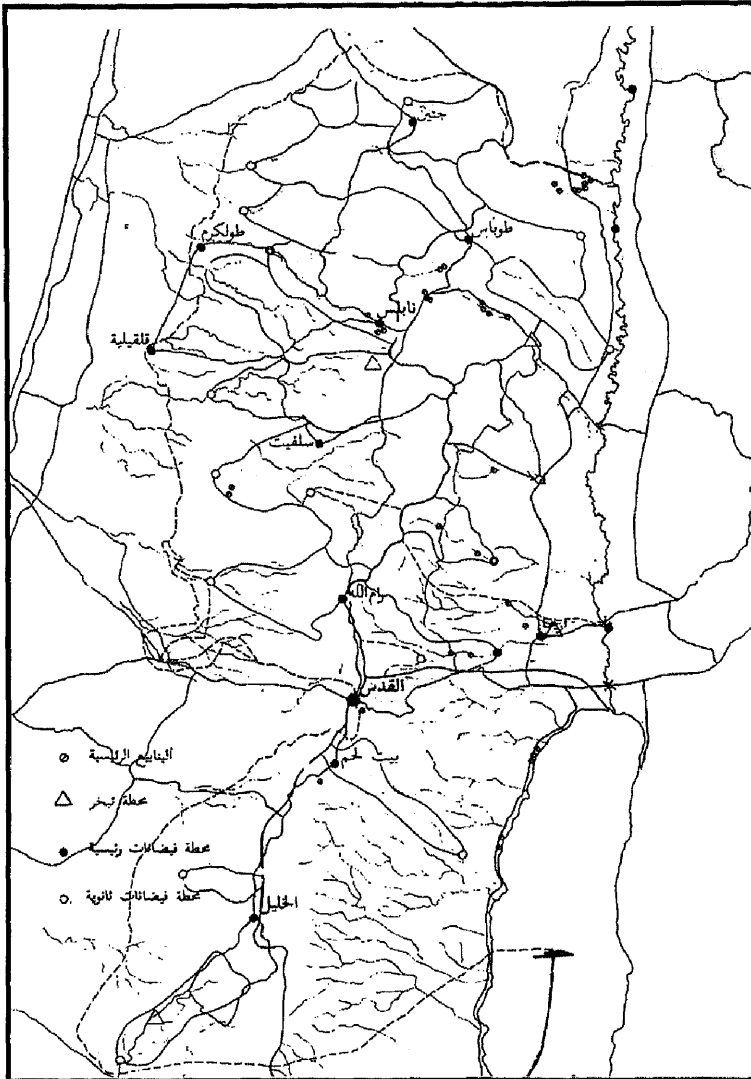 جنين
طوباس
طولكرم
نابلس
قلقيلية
سلفيت
رام الله
القدس
بيت لحم
الخليل
الينابيع الرئيسية
محطة تبخر
محطة فيضانات رئيسية
محطة فيضانات ثانوية